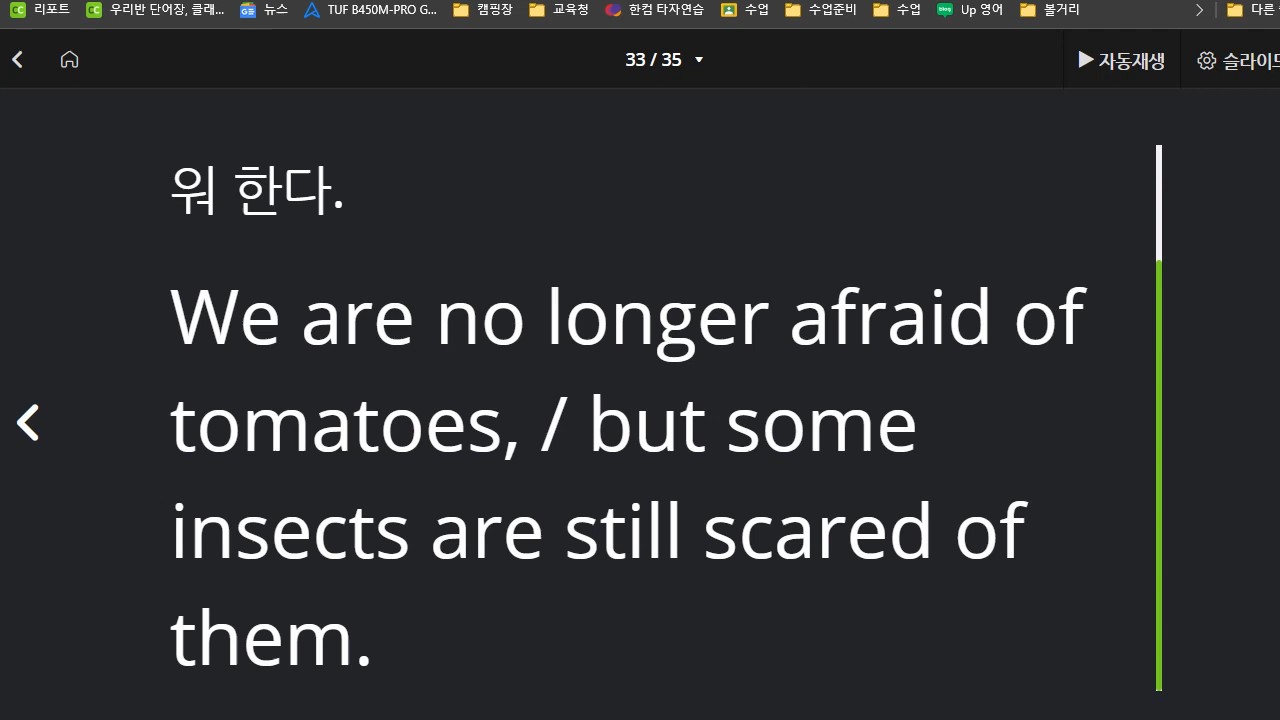 리포트 우리반 단어장, 클래... 뉴스 TUF B450M-PRO G... 캠핑장 교육청 한컴 타자연습 수업 수업준비 수업 Up 영어 볼거리 다른
33 / 35 자동재생
워 한다.
We are no longer afraid of
tomatoes, / but some
insects are still scared of
them.